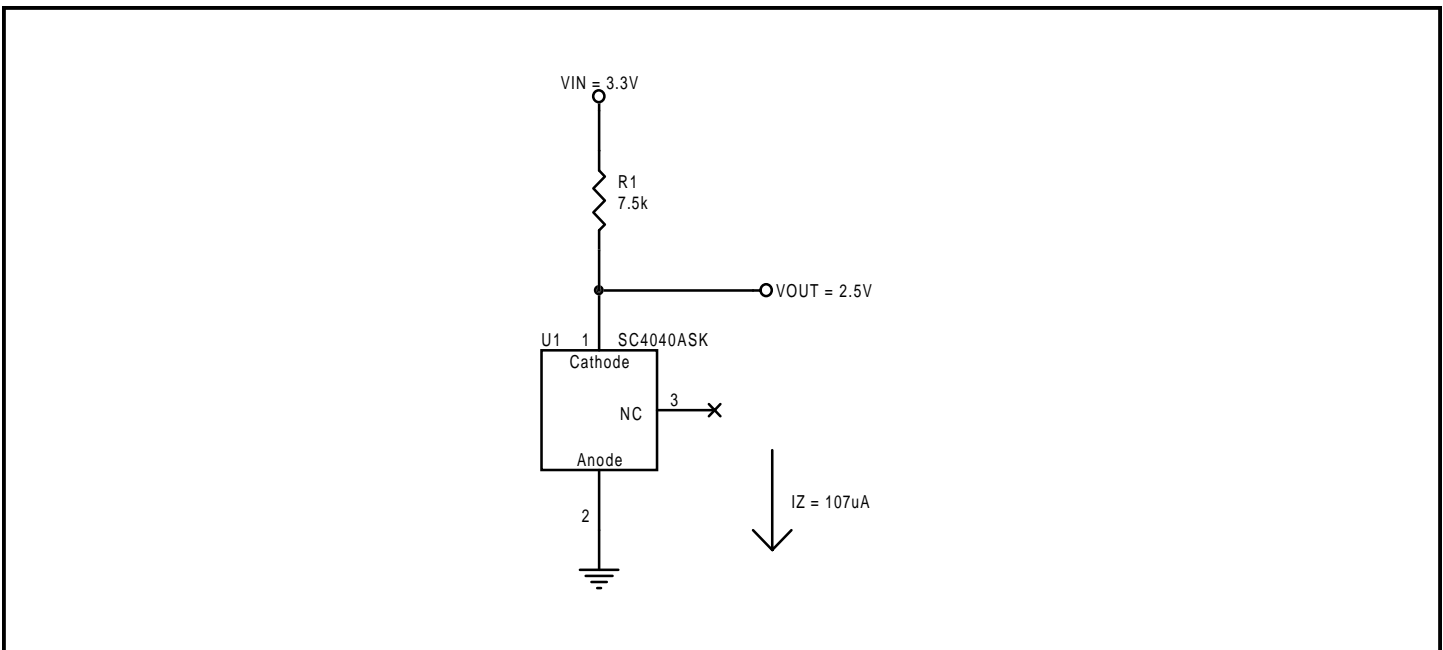 VIN = 3.3V
R1
7.5k
VOUT = 2.5V
U1 1 SC4040ASK
Cathode
3
NC
Anode
IZ = 107uA
2